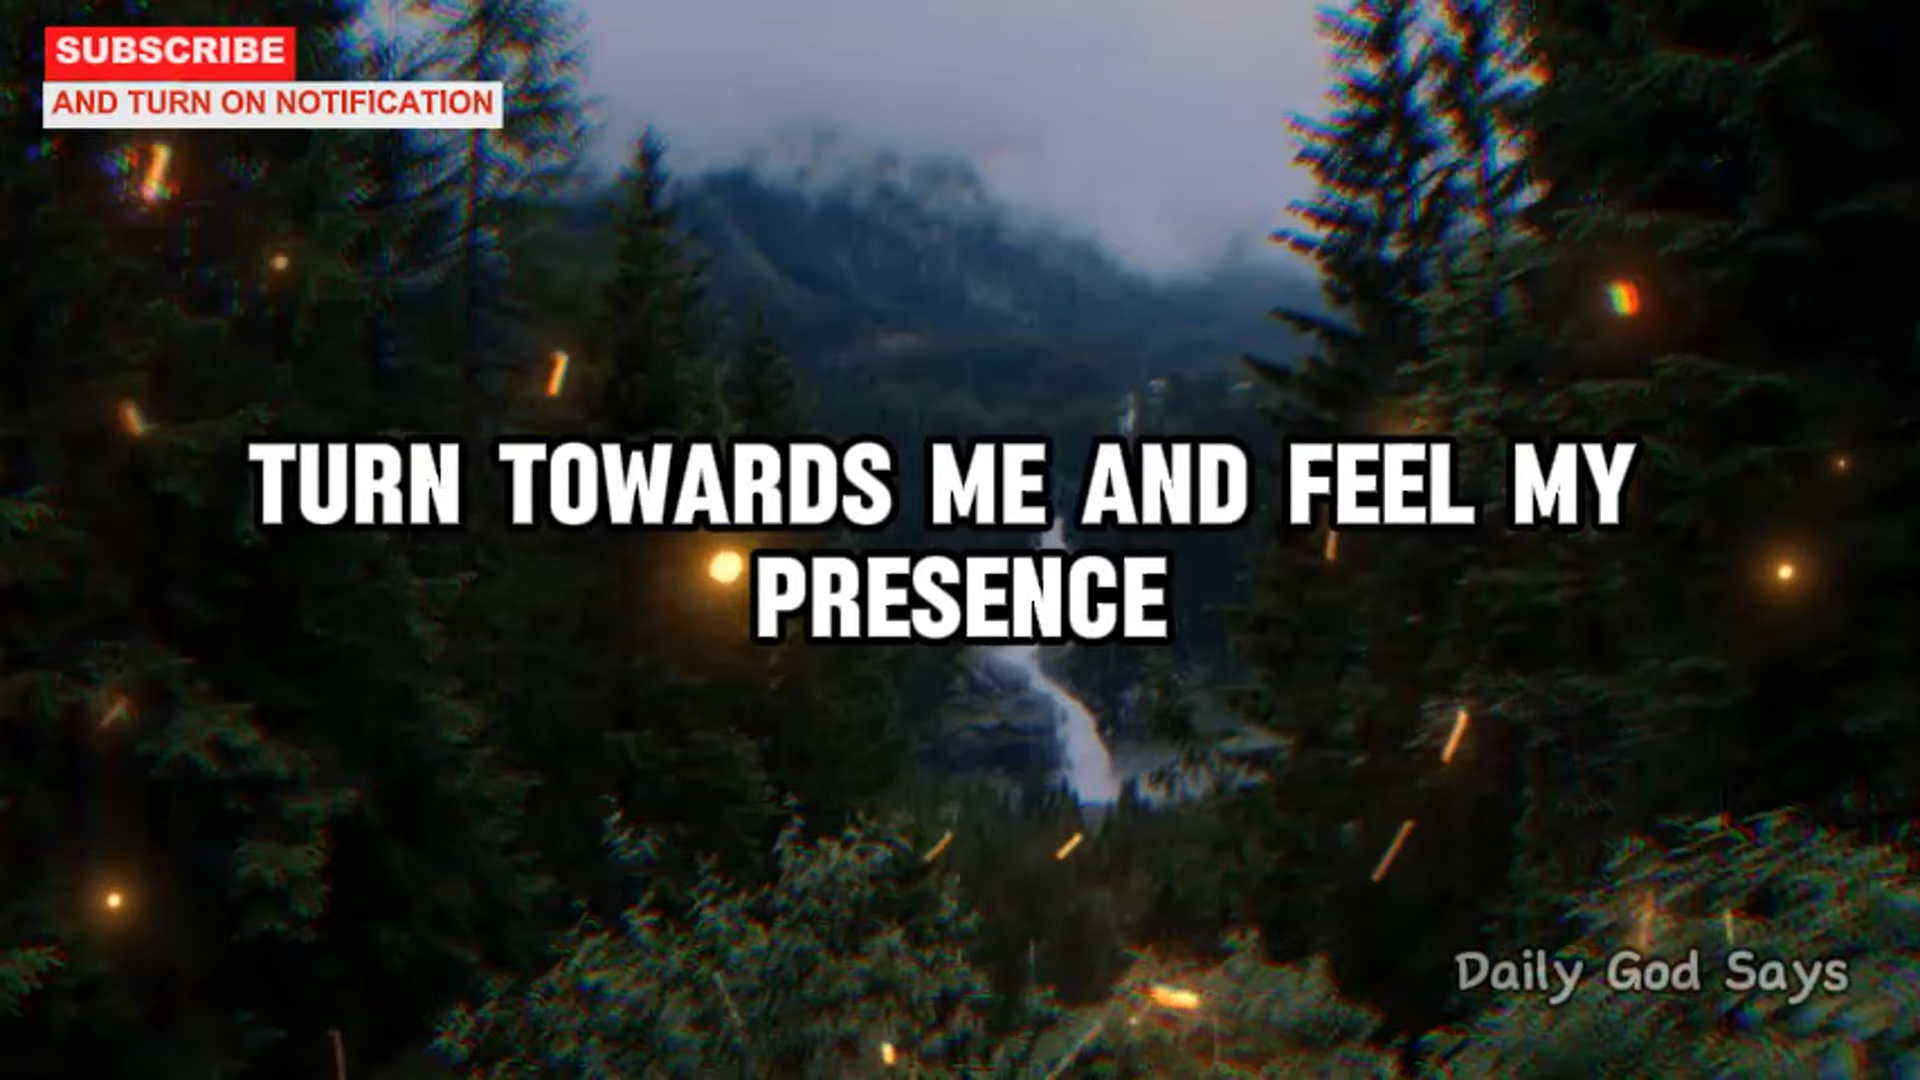 SUBSCRIBE
AND TURN ON NOTIFICATION
TURN TOWARDS ME AND FEEL MY
PRESENCE
Daily God Says